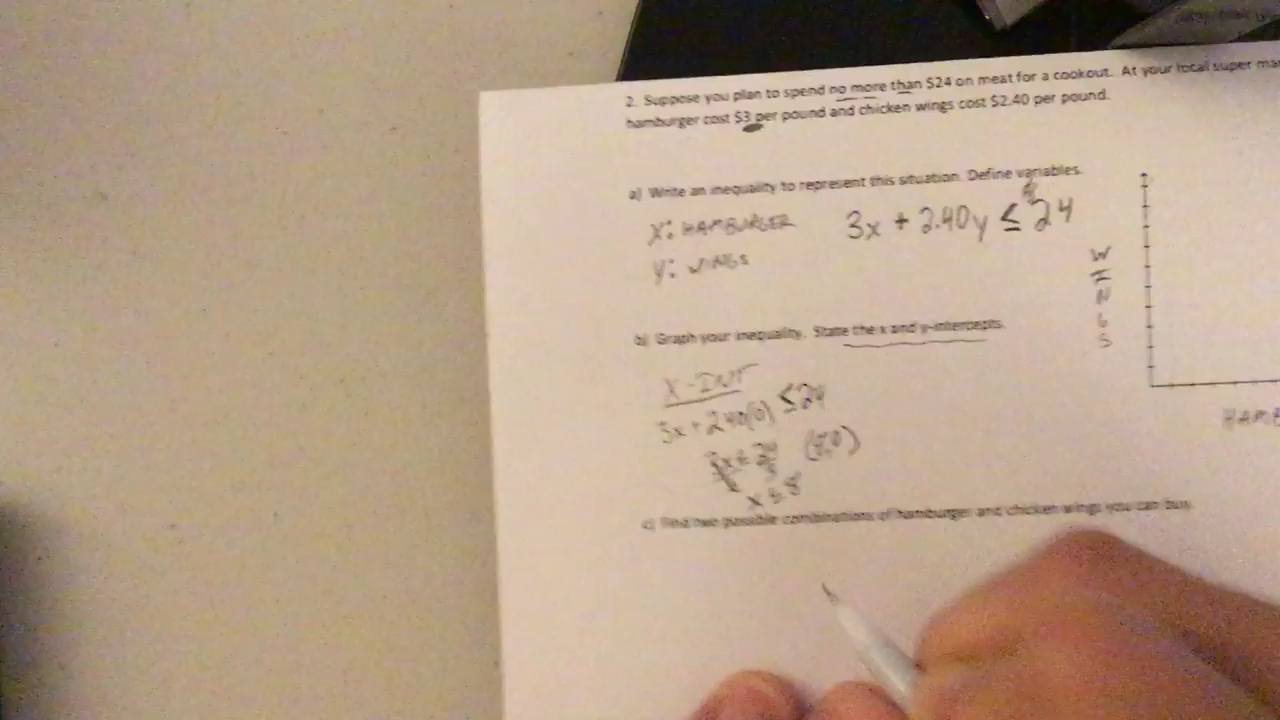 2. Suppose you plan to spend no more than $24 on meat for a cookout. At your local super
hamburger cost $3 per pound and chicken wings cost $2.40 per pound.
a) Write an inequality to represent this situation. Define variables.
X: HAMBURGER
3x + 2.40y ≤ 24
y: WINGS
W
I
N
G
S
b) Graph your inequality. State the x and y-intercepts.
X-INT
3x + 2.40(0) ≤ 24
(8,0)
x ≤ 8
c) Find two possible combinations of hamburger and chicken wings you can buy.